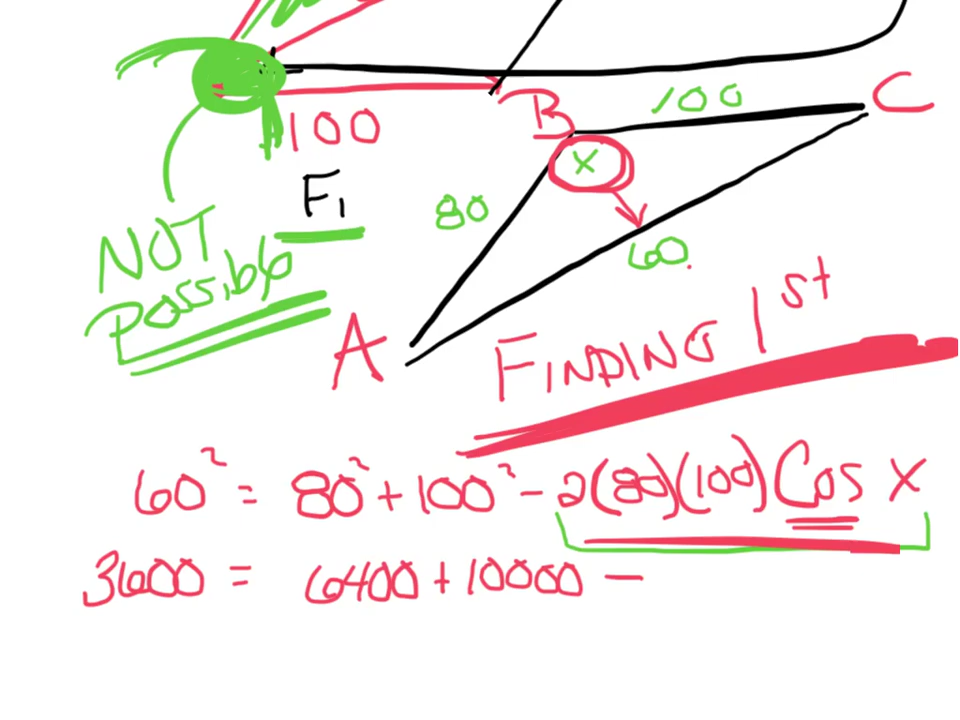 100
F₁
NOT
Possible
B
100
C
x
80
60.
A
FINDING 1st
60² = 80² + 100² - 2(80)(100) Cos X
3600 = 6400 + 10000 -